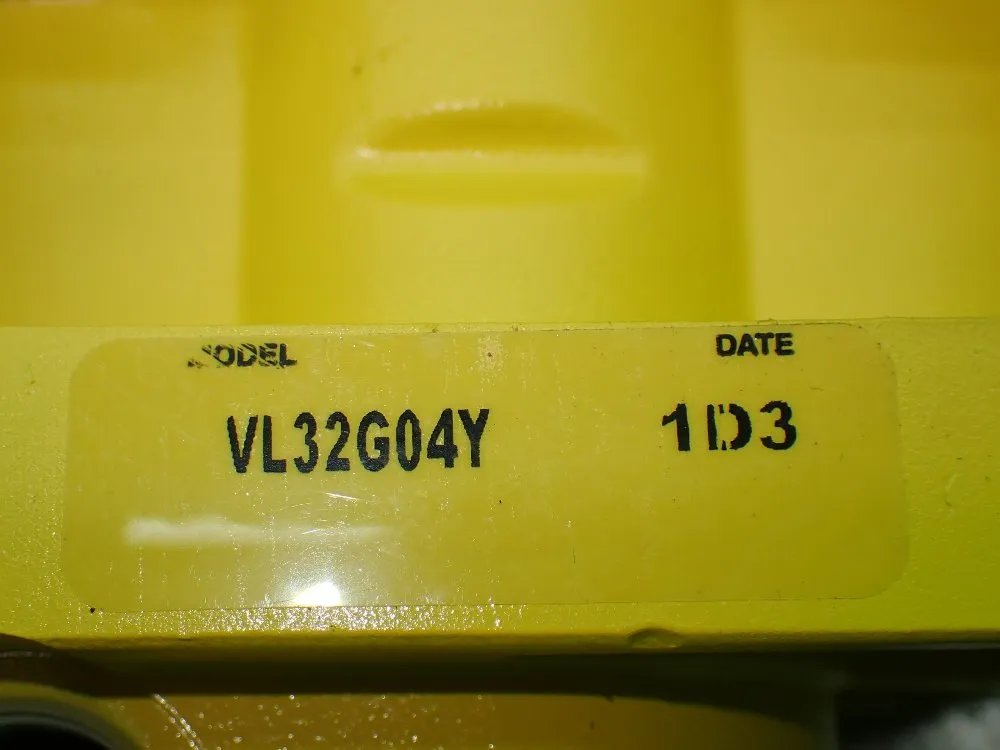 MODEL DATE
VL32G04Y 1D3